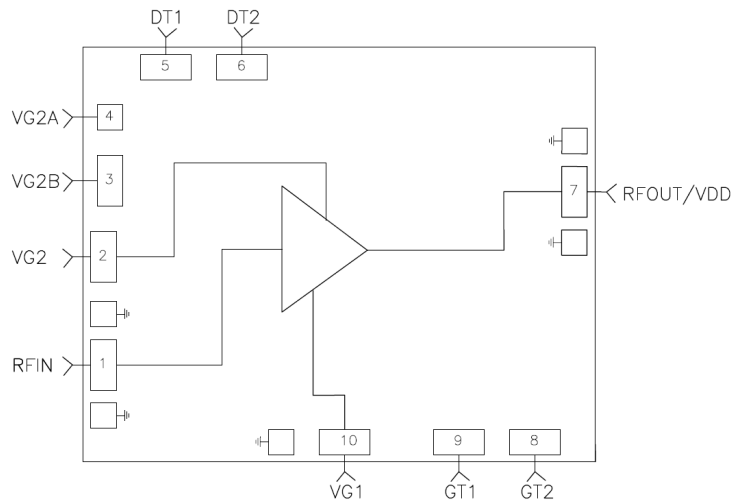 DT1 DT2
5 6
VG2A 4
VG2B 3
7 RFOUT/VDD
VG2 2
RFIN 1
10 9 8
VG1 GT1 GT2